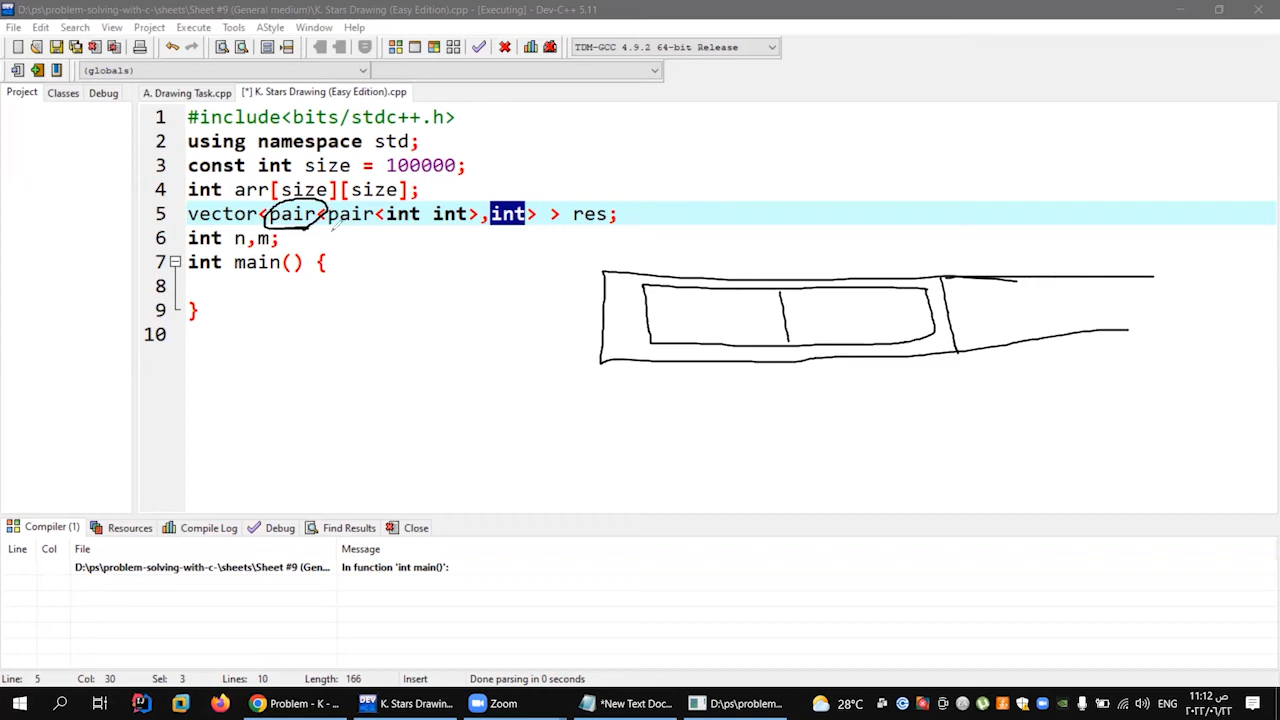 D:\ps\problem-solving-with-c-\sheets\Sheet #9 (General medium)\K. Stars Drawing (Easy Edition).cpp - [Executing] - Dev-C++ 5.11
File Edit Search View Project Execute Tools AStyle Window Help
TDM-GCC 4.9.2 64-bit Release
(globals)
Project Classes Debug A. Drawing Task.cpp [*] K. Stars Drawing (Easy Edition).cpp
1 #include<bits/stdc++.h>
2 using namespace std;
3 const int size = 100000;
4 int arr[size][size];
5 vector<pair<pair<int int>,int> > res;
6 int n,m;
7 int main() {
8
9 }
10
Compiler (1) Resources Compile Log Debug Find Results Close
Line Col File Message
D:\ps\problem-solving-with-c-\sheets\Sheet #9 (Gen... In function 'int main()':
Line: 5 Col: 30 Sel: 3 Lines: 10 Length: 166 Insert Done parsing in 0 seconds
Problem - K - ... K. Stars Drawin... Zoom *New Text Doc... D:\ps\problem... 28°C ENG ص 11:12
٢٠٢٢/٠٢/٢٣